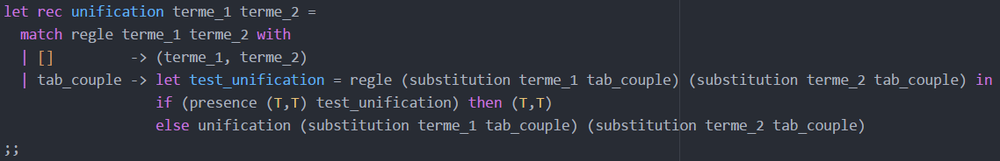 let rec unification terme_1 terme_2 =
  match regle terme_1 terme_2 with
  | []         -> (terme_1, terme_2)
  | tab_couple -> let test_unification = regle (substitution terme_1 tab_couple) (substitution terme_2 tab_couple) in
                  if (presence (T,T) test_unification) then (T,T)
                  else unification (substitution terme_1 tab_couple) (substitution terme_2 tab_couple)
;;